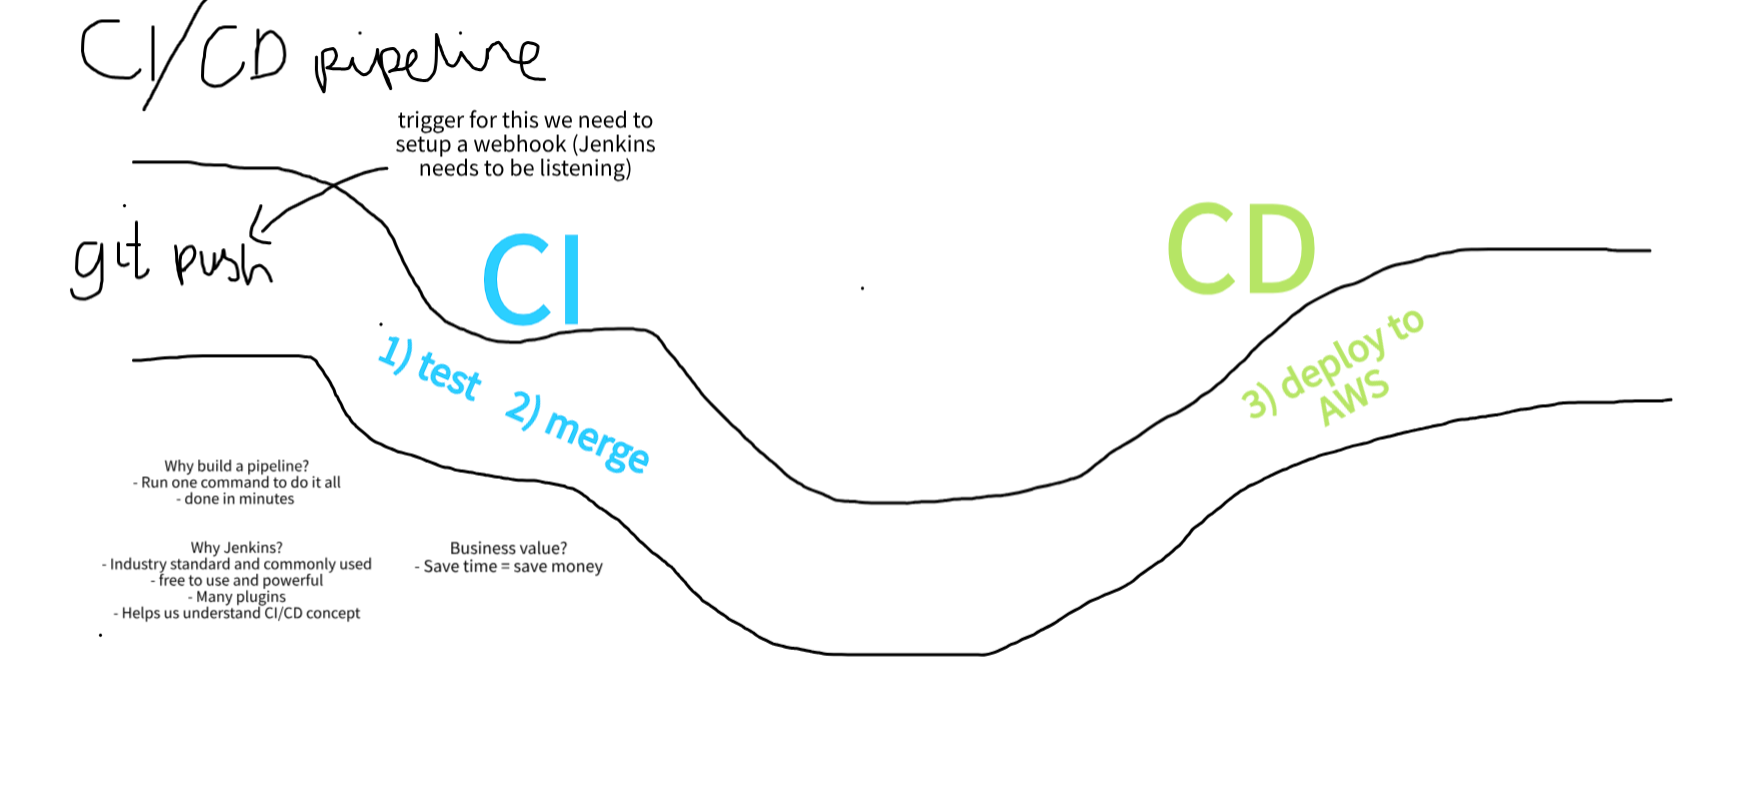 CI/CD pipeline
trigger for this we need to
setup a webhook (Jenkins
needs to be listening)
git push
CI
CD
1) test 2) merge
3) deploy to
AWS
Why build a pipeline?
- Run one command to do it all
- done in minutes
Why Jenkins?
- Industry standard and commonly used
- free to use and powerful
- Many plugins
- Helps us understand CI/CD concept
Business value?
- Save time = save money